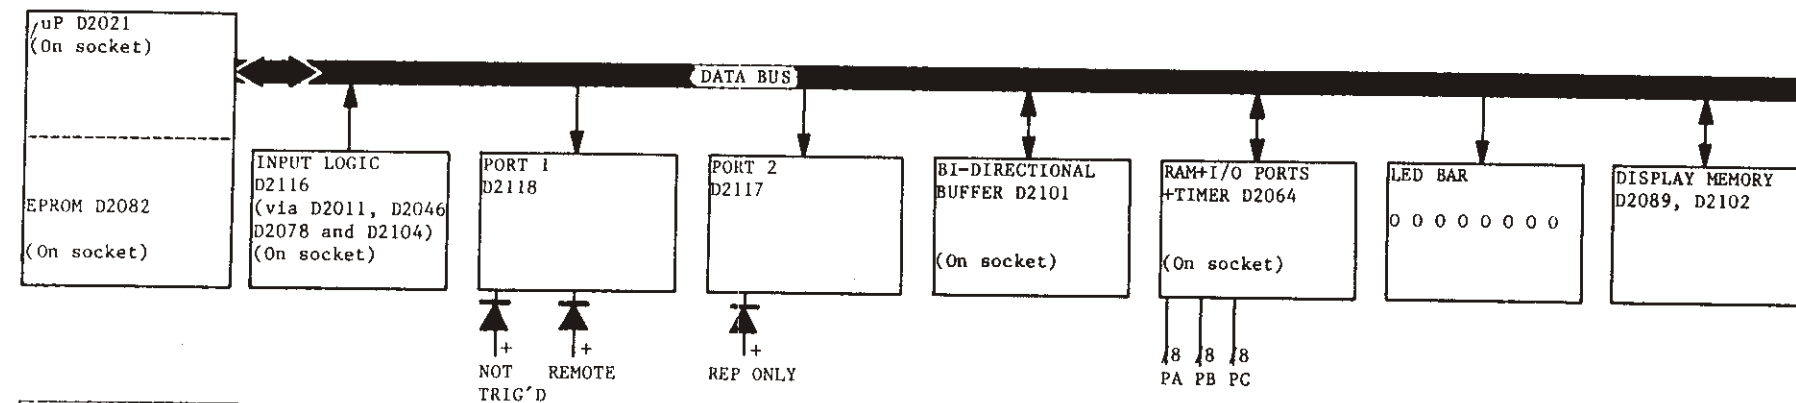 /uP D2021
(On socket)
EPROM D2082
(On socket)
DATA BUS
INPUT LOGIC
D2116
(via D2011, D2046
D2078 and D2104)
(On socket)
PORT 1
D2118
+
NOT
TRIG'D
+
REMOTE
PORT 2
D2117
+
REP ONLY
BI-DIRECTIONAL
BUFFER D2101
(On socket)
RAM+I/O PORTS
+TIMER D2064
(On socket)
/8 /8 /8
PA PB PC
LED BAR
0 0 0 0 0 0 0 0
DISPLAY MEMORY
D2089, D2102